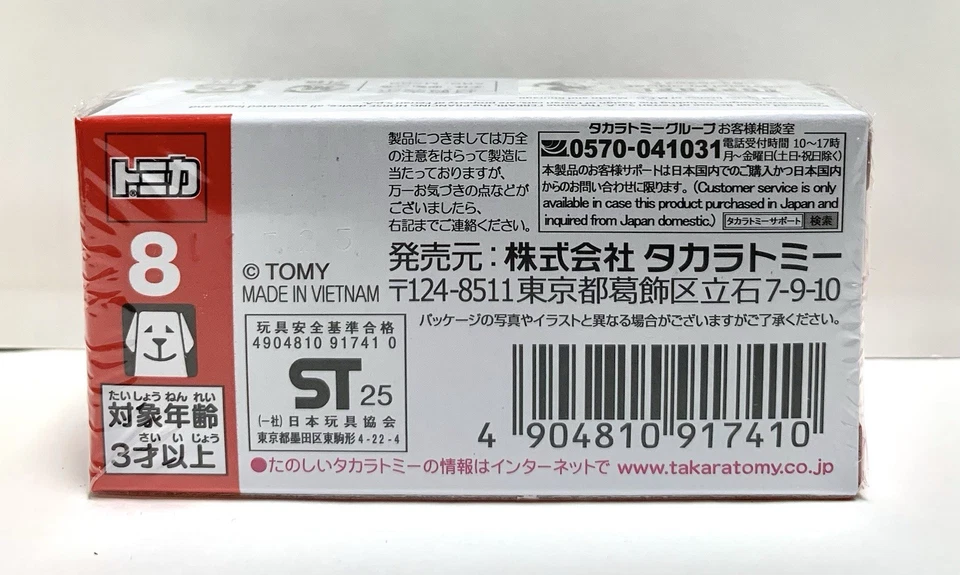 トミカ
8
たいしょうねんれい
対象年齢
さいいじょう
3才以上
製品につきましては万全
の注意をはらって製造に
当たっておりますが、
万一お気づきの点などが
ございましたら、
右記までご連絡ください。
タカラトミーグループ お客様相談室
0570-041031 電話受付時間 10～17時
月～金曜日(土日・祝日除く)
本製品のお客様サポートは日本国内でのご購入かつ日本国内
からのお問い合わせに限ります。(Customer service is only
available in case this product purchased in Japan and
inquired from Japan domestic.) タカラトミーサポート 検索
発売元：株式会社 タカラトミー
〒124-8511東京都葛飾区立石7-9-10
© TOMY
MADE IN VIETNAM
パッケージの写真やイラストと異なる場合がございますがご了承ください。
玩具安全基準合格
4904810 91741 0
ST 25
(一社)日本玩具協会
東京都墨田区東駒形4-22-4
4 904810 917410
●たのしいタカラトミーの情報はインターネットで www.takaratomy.co.jp